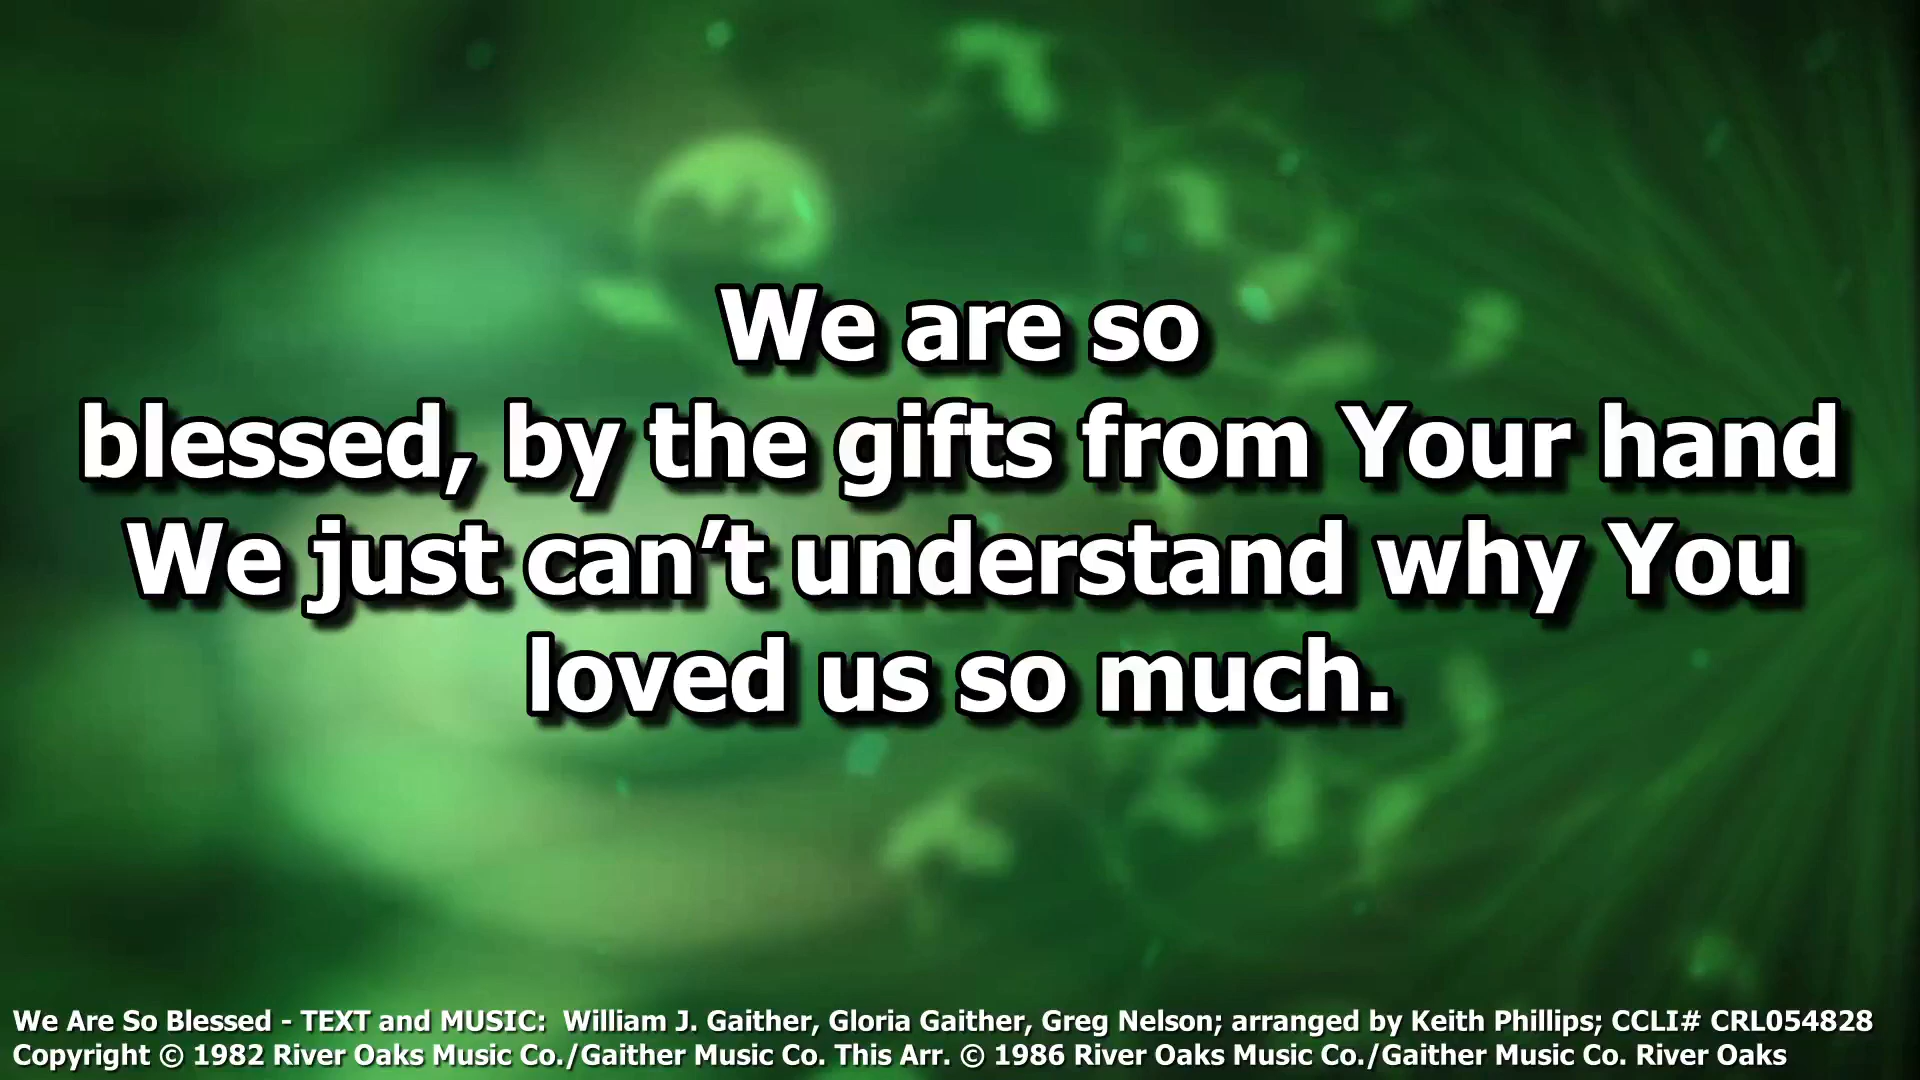 We are so
blessed, by the gifts from Your hand
We just can’t understand why You
loved us so much.
We Are So Blessed - TEXT and MUSIC:  William J. Gaither, Gloria Gaither, Greg Nelson; arranged by Keith Phillips; CCLI# CRL054828
Copyright © 1982 River Oaks Music Co./Gaither Music Co. This Arr. © 1986 River Oaks Music Co./Gaither Music Co. River Oaks